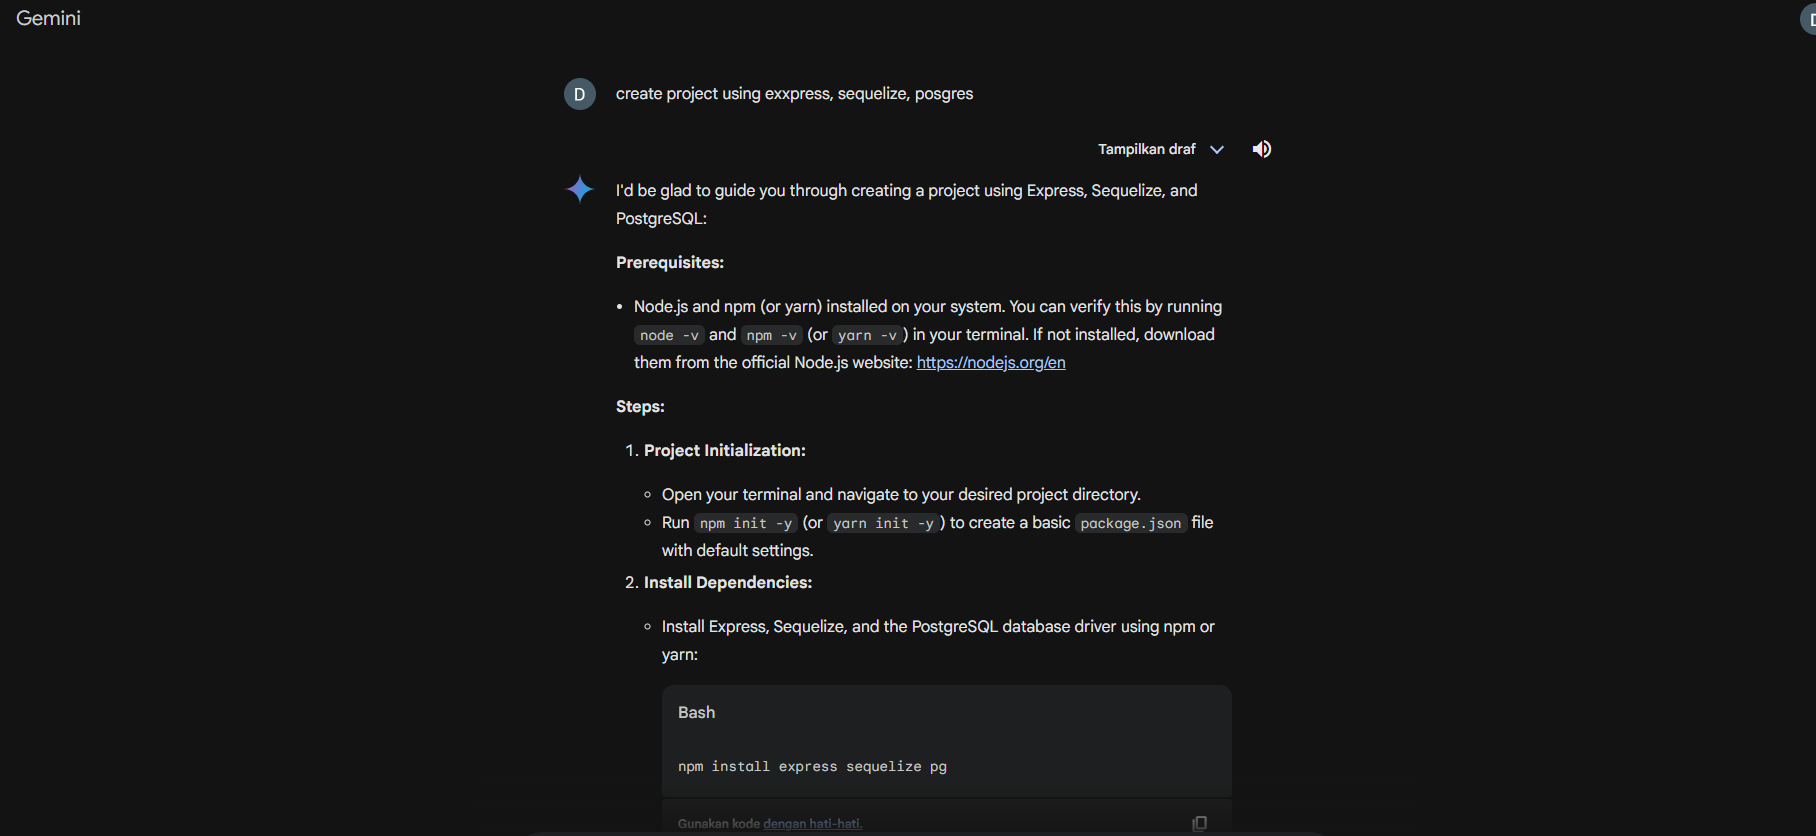 Gemini
D
D
create project using exxpress, sequelize, posgres
Tampilkan draf
I'd be glad to guide you through creating a project using Express, Sequelize, and
PostgreSQL:
Prerequisites:
• Node.js and npm (or yarn) installed on your system. You can verify this by running
node -v and npm -v (or yarn -v) in your terminal. If not installed, download
them from the official Node.js website: https://nodejs.org/en
Steps:
1. Project Initialization:
◦ Open your terminal and navigate to your desired project directory.
◦ Run npm init -y (or yarn init -y) to create a basic package.json file
with default settings.
2. Install Dependencies:
◦ Install Express, Sequelize, and the PostgreSQL database driver using npm or
yarn:
Bash
npm install express sequelize pg
Gunakan kode dengan hati-hati.